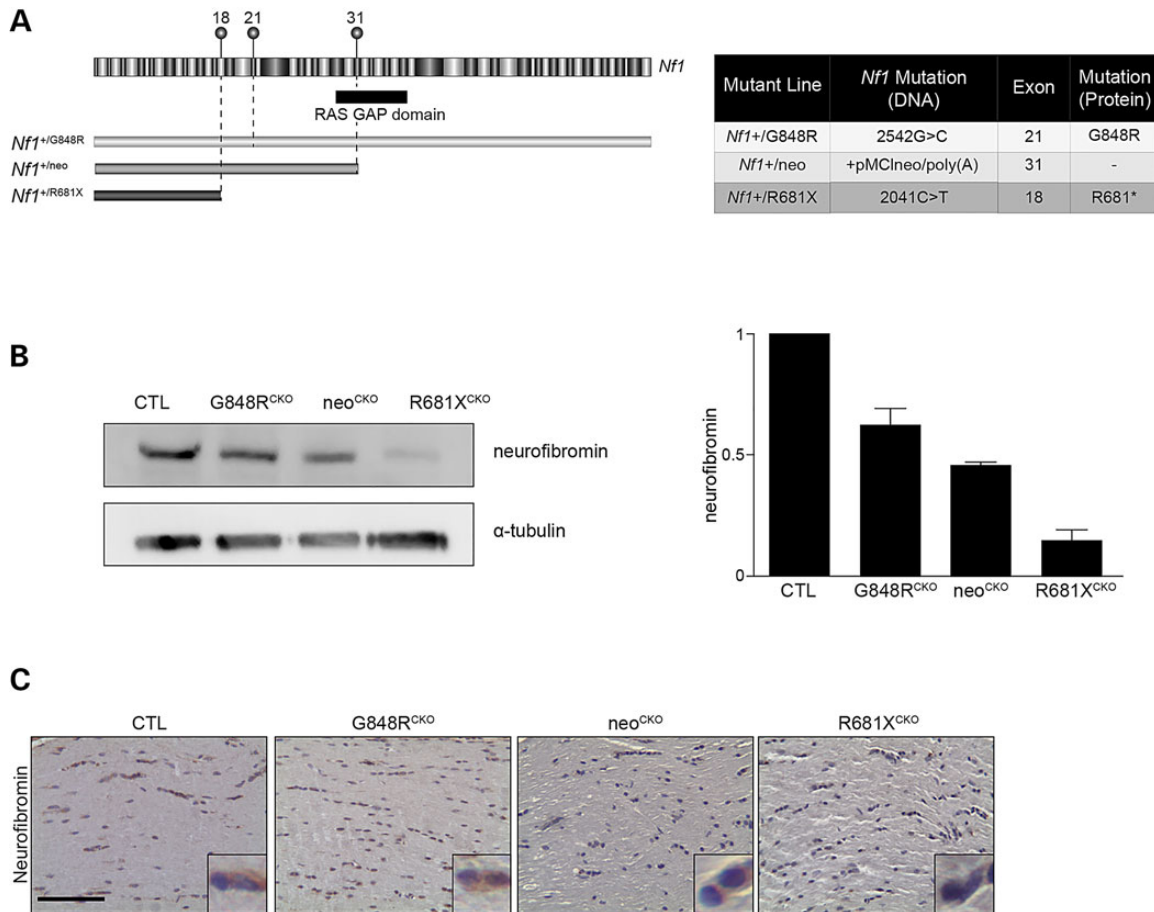 A
18 21 31
Nf1
RAS GAP domain
Nf1+/G848R
Nf1+/neo
Nf1+/R681X
Mutant Line Nf1 Mutation (DNA) Exon Mutation (Protein)
Nf1+/G848R 2542G>C 21 G848R
Nf1+/neo +pMCIneo/poly(A) 31 -
Nf1+/R681X 2041C>T 18 R681*
B
CTL G848RCKO neoCKO R681XCKO
neurofibromin
α-tubulin
neurofibromin
1
0.5
0
CTL G848RCKO neoCKO R681XCKO
C
CTL G848RCKO neoCKO R681XCKO
Neurofibromin